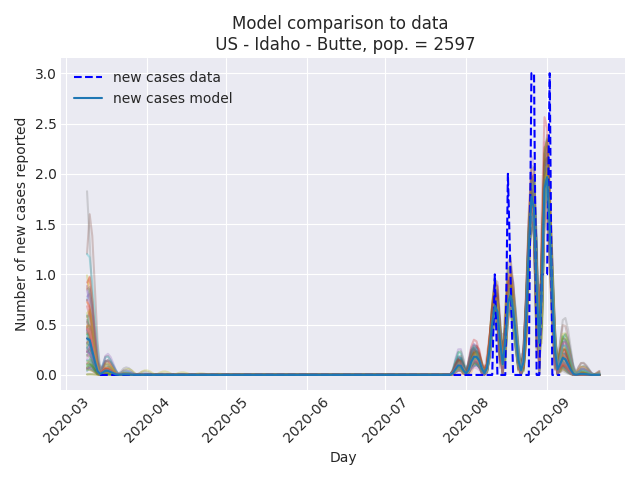 Model comparison to data
US - Idaho - Butte, pop. = 2597
new cases data
new cases model
Number of new cases reported
3.0
2.5
2.0
1.5
1.0
0.5
0.0
2020-03
2020-04
2020-05
2020-06
2020-07
2020-08
2020-09
Day